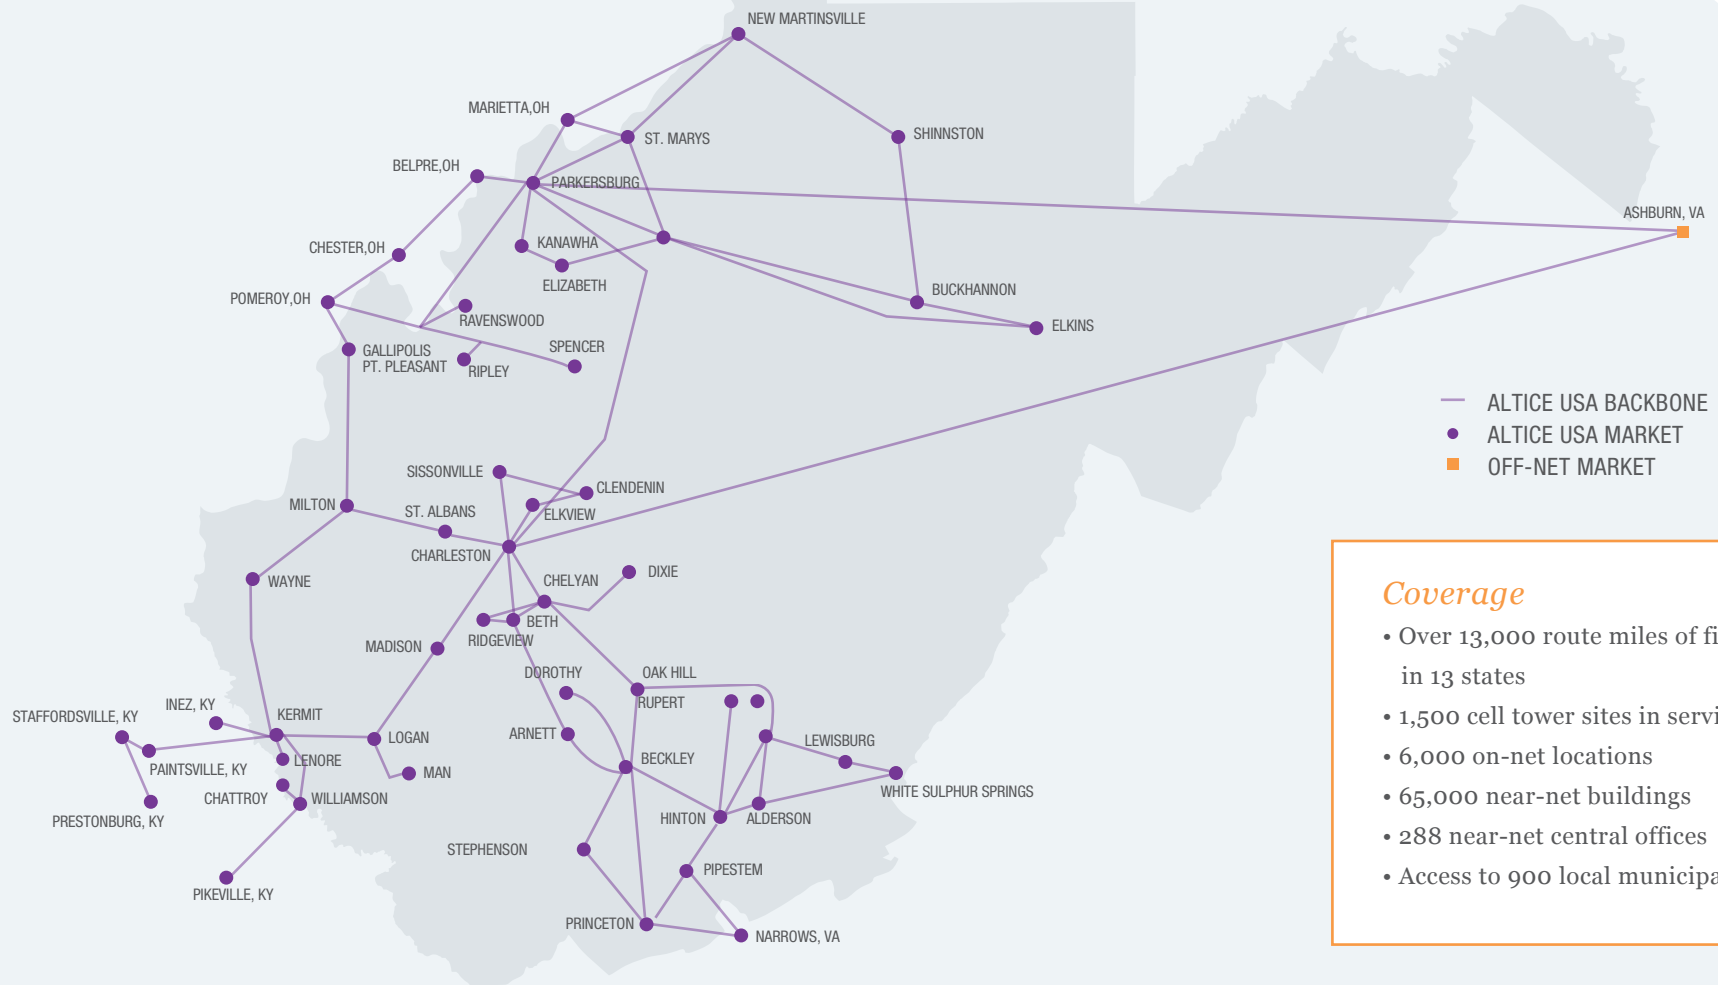 NEW MARTINSVILLE
MARIETTA,OH
ST. MARYS
SHINNSTON
BELPRE,OH
PARKERSBURG
ASHBURN, VA
CHESTER,OH
KANAWHA
ELIZABETH
POMEROY,OH
BUCKHANNON
RAVENSWOOD
ELKINS
GALLIPOLIS
PT. PLEASANT
SPENCER
RIPLEY
ALTICE USA BACKBONE
ALTICE USA MARKET
OFF-NET MARKET
SISSONVILLE
CLENDENIN
MILTON
ST. ALBANS
ELKVIEW
CHARLESTON
WAYNE
CHELYAN
DIXIE
BETH
RIDGEVIEW
MADISON
DOROTHY
OAK HILL
RUPERT
INEZ, KY
STAFFORDSVILLE, KY
KERMIT
LOGAN
ARNETT
LEWISBURG
PAINTSVILLE, KY
LENORE
MAN
BECKLEY
WHITE SULPHUR SPRINGS
CHATTROY
WILLIAMSON
PRESTONBURG, KY
HINTON
ALDERSON
STEPHENSON
PIPESTEM
PIKEVILLE, KY
PRINCETON
NARROWS, VA
Coverage
• Over 13,000 route miles of fi
in 13 states
• 1,500 cell tower sites in servi
• 6,000 on-net locations
• 65,000 near-net buildings
• 288 near-net central offices
• Access to 900 local municipa